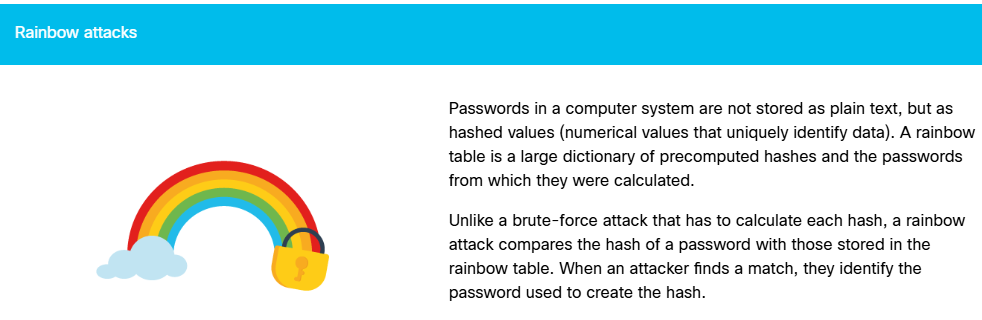 Rainbow attacks
Passwords in a computer system are not stored as plain text, but as
hashed values (numerical values that uniquely identify data). A rainbow
table is a large dictionary of precomputed hashes and the passwords
from which they were calculated.
Unlike a brute-force attack that has to calculate each hash, a rainbow
attack compares the hash of a password with those stored in the
rainbow table. When an attacker finds a match, they identify the
password used to create the hash.